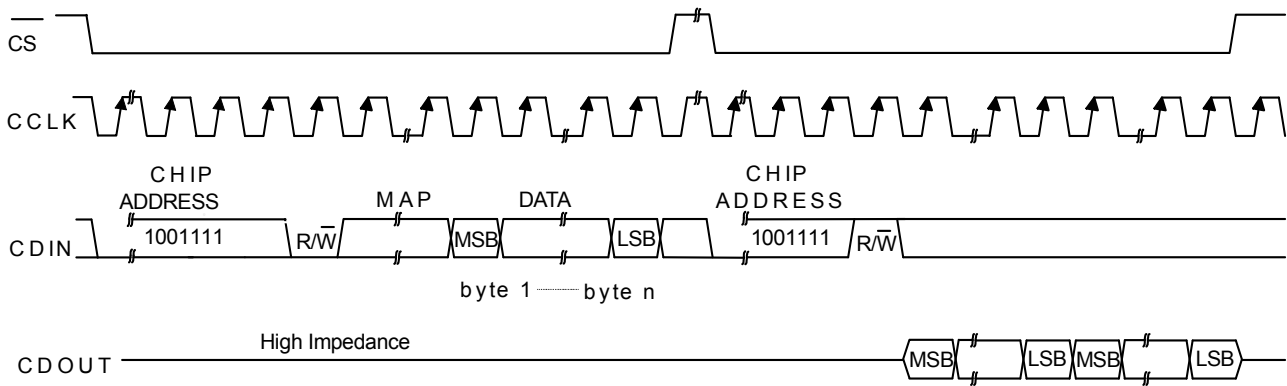 CS
CCLK
CHIP ADDRESS
CHIP ADDRESS
MAP
DATA
CDIN
1001111
R/W
MSB
LSB
1001111
R/W
byte 1 ········ byte n
High Impedance
CDOUT
MSB
LSB
MSB
LSB